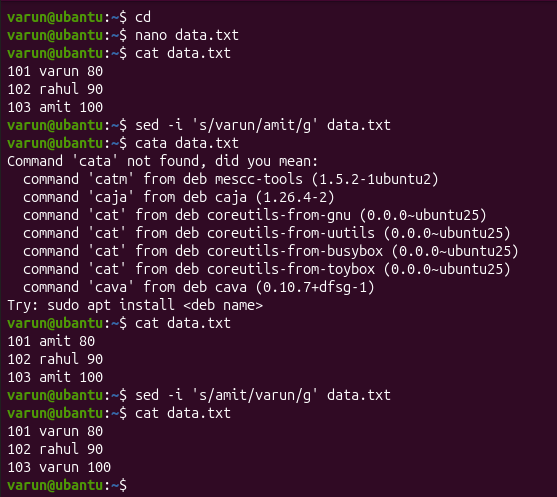 varun@ubantu:~$ cd
varun@ubantu:~$ nano data.txt
varun@ubantu:~$ cat data.txt
101 varun 80
102 rahul 90
103 amit 100
varun@ubantu:~$ sed -i 's/varun/amit/g' data.txt
varun@ubantu:~$ cata data.txt
Command 'cata' not found, did you mean:
  command 'catm' from deb mescc-tools (1.5.2-1ubuntu2)
  command 'caja' from deb caja (1.26.4-2)
  command 'cat' from deb coreutils-from-gnu (0.0.0~ubuntu25)
  command 'cat' from deb coreutils-from-uutils (0.0.0~ubuntu25)
  command 'cat' from deb coreutils-from-busybox (0.0.0~ubuntu25)
  command 'cat' from deb coreutils-from-toybox (0.0.0~ubuntu25)
  command 'cava' from deb cava (0.10.7+dfsg-1)
Try: sudo apt install <deb name>
varun@ubantu:~$ cat data.txt
101 amit 80
102 rahul 90
103 amit 100
varun@ubantu:~$ sed -i 's/amit/varun/g' data.txt
varun@ubantu:~$ cat data.txt
101 varun 80
102 rahul 90
103 varun 100
varun@ubantu:~$